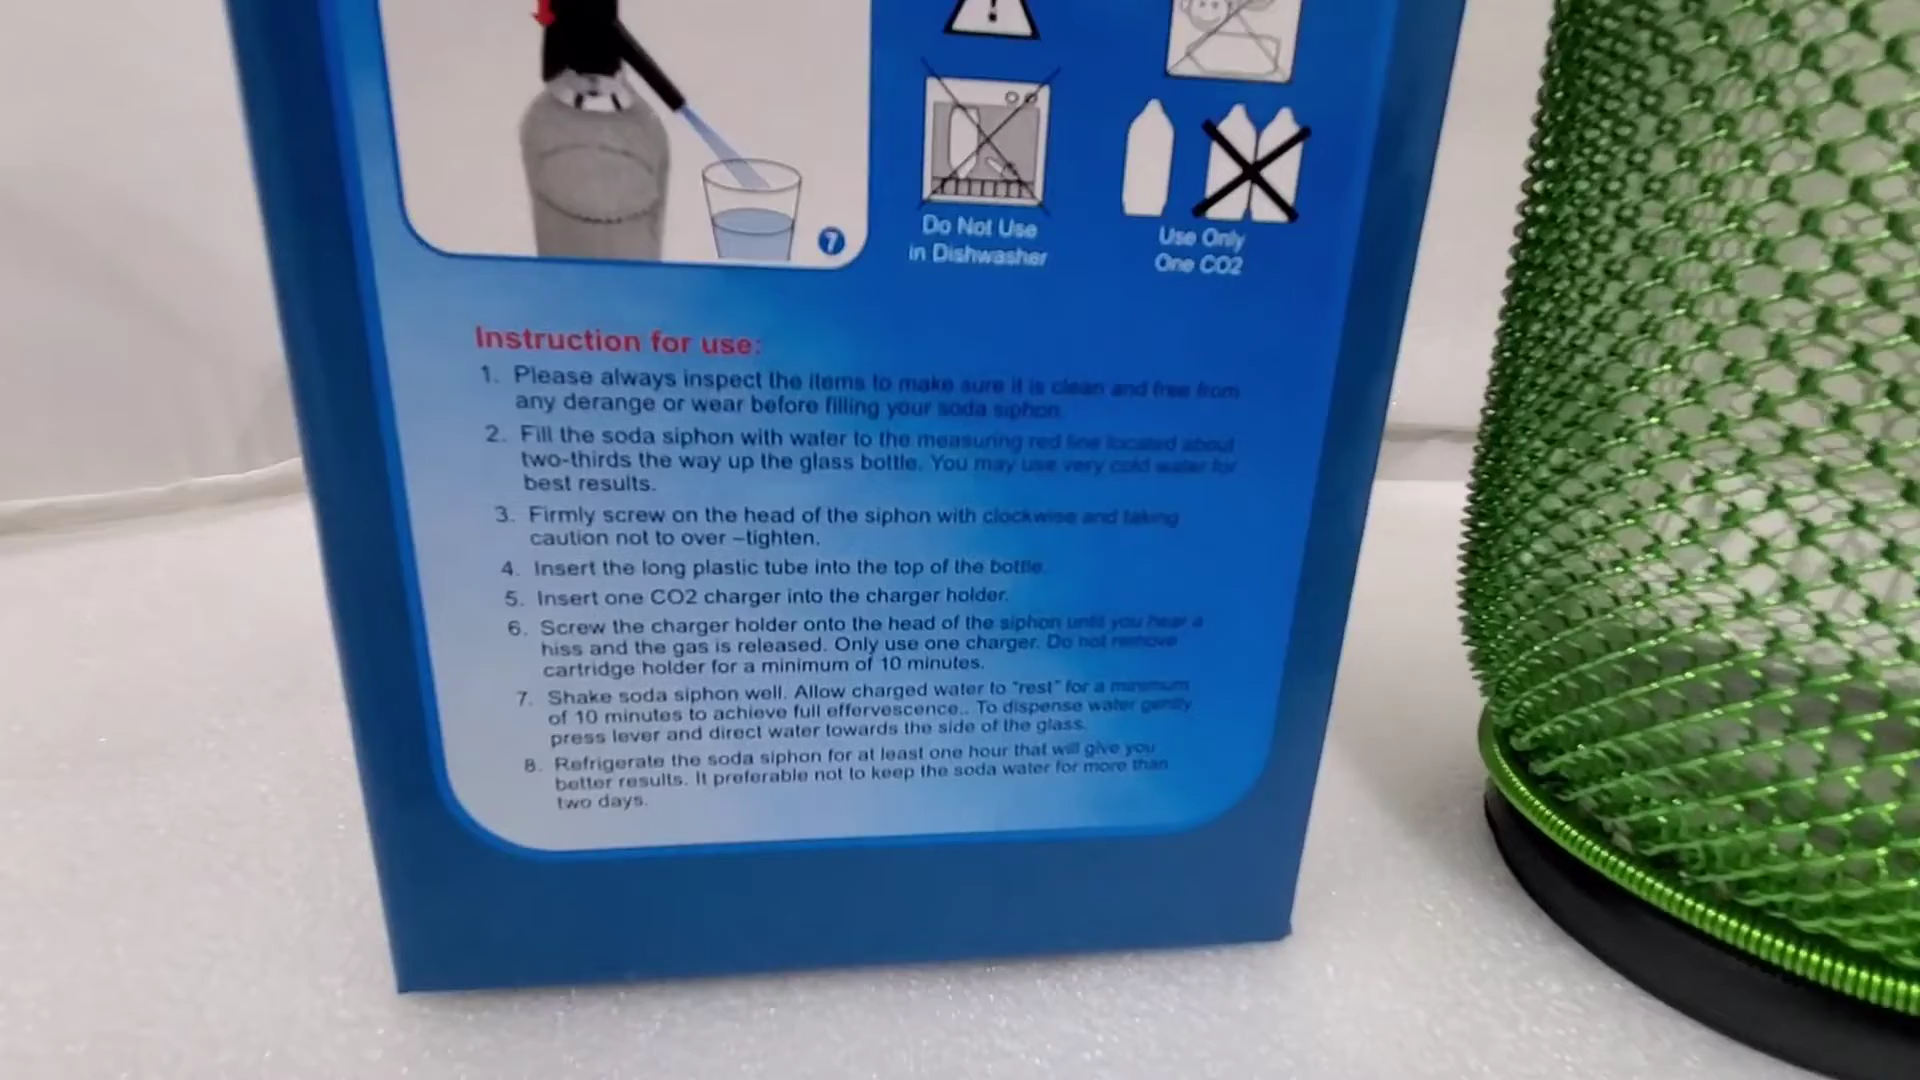 7
Do Not Use
in Dishwasher
Use Only
One CO2
Instruction for use:
1. Please always inspect the items to make sure it is clean and free from
any derange or wear before filling your soda siphon.
2. Fill the soda siphon with water to the measuring red line located about
two-thirds the way up the glass bottle. You may use very cold water for
best results.
3. Firmly screw on the head of the siphon with clockwise and taking
caution not to over –tighten.
4. Insert the long plastic tube into the top of the bottle.
5. Insert one CO2 charger into the charger holder.
6. Screw the charger holder onto the head of the siphon until you hear a
hiss and the gas is released. Only use one charger. Do not remove
cartridge holder for a minimum of 10 minutes.
7. Shake soda siphon well. Allow charged water to "rest" for a minimum
of 10 minutes to achieve full effervescence.. To dispense water gently
press lever and direct water towards the side of the glass.
8. Refrigerate the soda siphon for at least one hour that will give you
better results. It preferable not to keep the soda water for more than
two days.